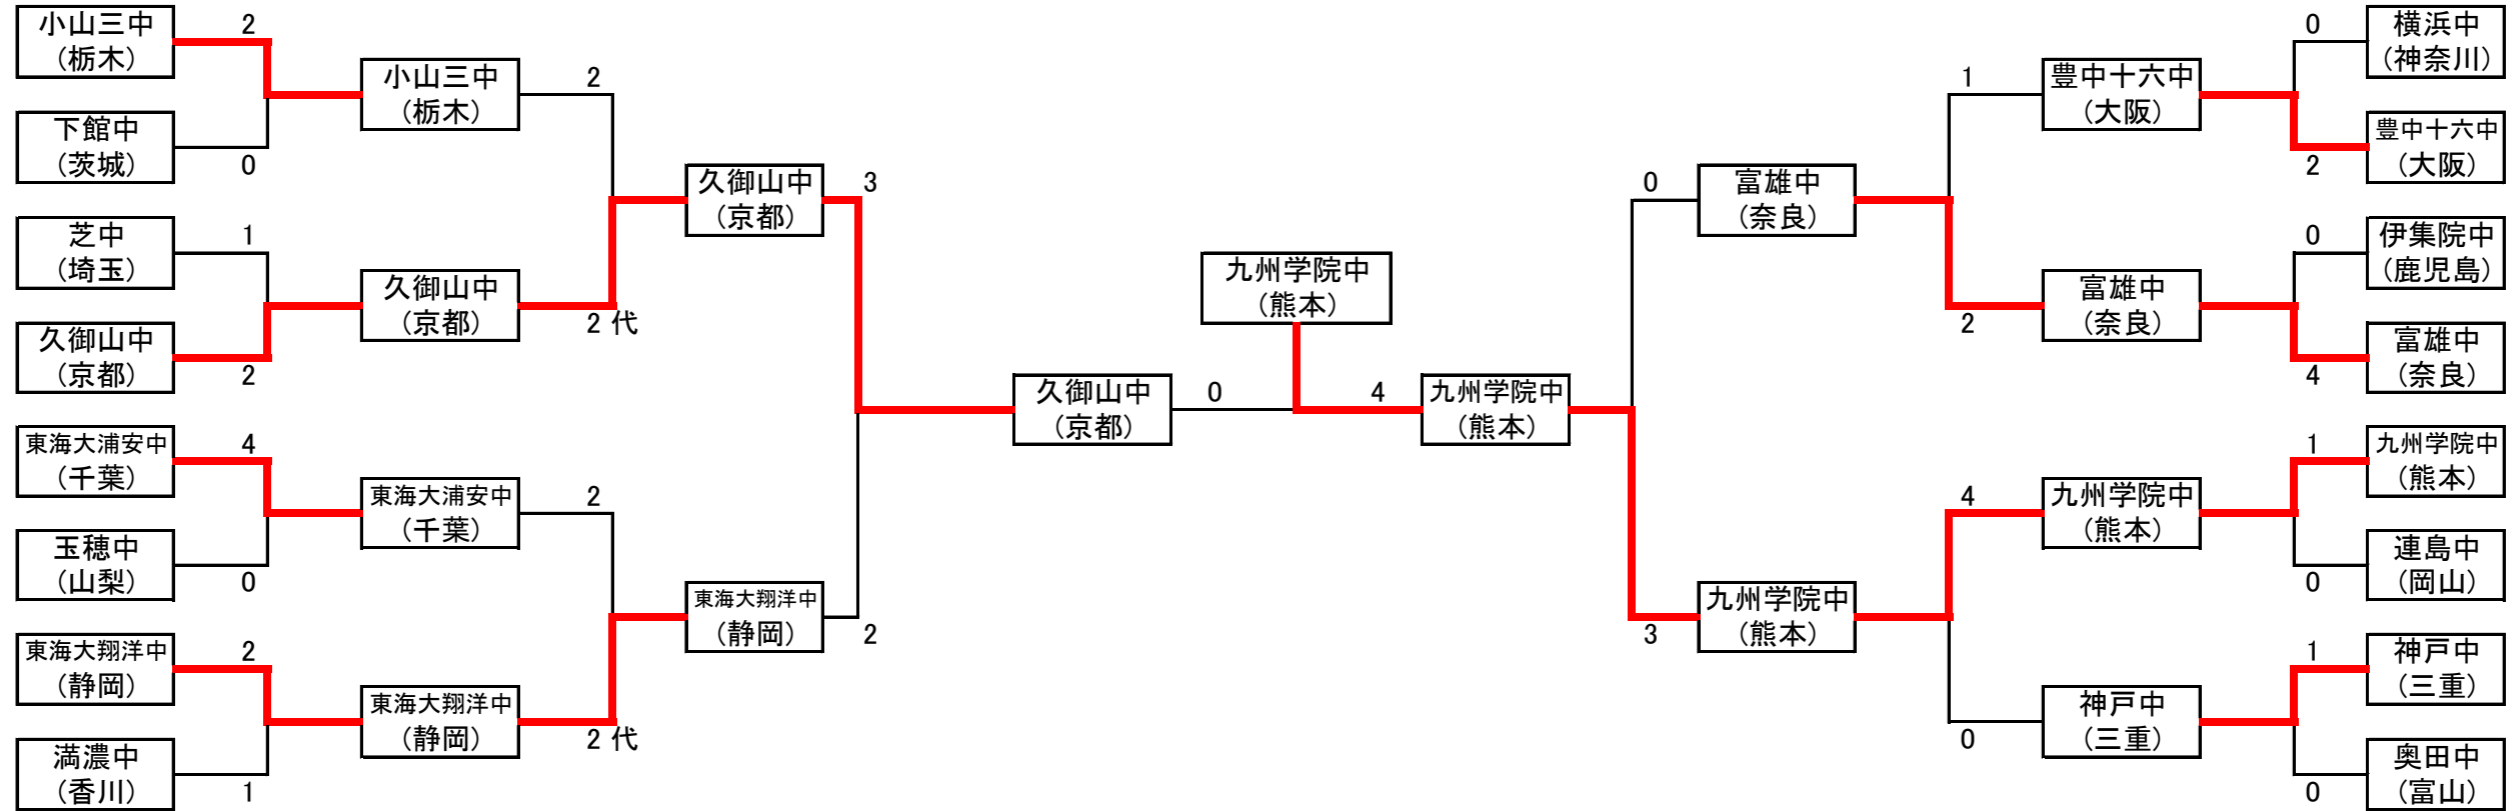 小山三中
(栃木)
2
下館中
(茨城)
0
芝中
(埼玉)
1
久御山中
(京都)
2
東海大浦安中
(千葉)
4
玉穂中
(山梨)
0
東海大翔洋中
(静岡)
2
満濃中
(香川)
1
小山三中
(栃木)
2
久御山中
(京都)
2 代
東海大浦安中
(千葉)
2
東海大翔洋中
(静岡)
2 代
久御山中
(京都)
3
東海大翔洋中
(静岡)
2
久御山中
(京都)
0
九州学院中
(熊本)
4
九州学院中
(熊本)
0
富雄中
(奈良)
3
九州学院中
(熊本)
1
豊中十六中
(大阪)
2
富雄中
(奈良)
4
九州学院中
(熊本)
0
神戸中
(三重)
0
横浜中
(神奈川)
2
豊中十六中
(大阪)
0
伊集院中
(鹿児島)
4
富雄中
(奈良)
1
九州学院中
(熊本)
0
連島中
(岡山)
1
神戸中
(三重)
0
奥田中
(富山)